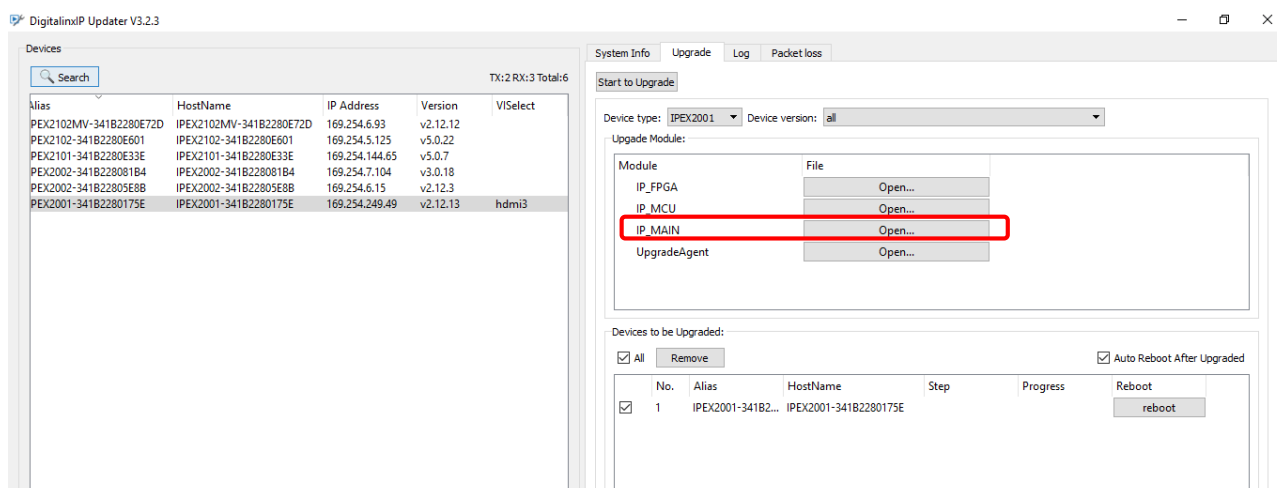 DigitalinxIP Updater V3.2.3
Devices
Search TX:2 RX:3 Total:6
Alias HostName IP Address Version VISelect
PEX2102MV-341B2280E72D IPEX2102MV-341B2280E72D 169.254.6.93 v2.12.12
PEX2102-341B2280E601 IPEX2102-341B2280E601 169.254.5.125 v5.0.22
PEX2101-341B2280E33E IPEX2101-341B2280E33E 169.254.144.65 v5.0.7
PEX2002-341B228081B4 IPEX2002-341B228081B4 169.254.7.104 v3.0.18
PEX2002-341B22805E8B IPEX2002-341B22805E8B 169.254.6.15 v2.12.3
PEX2001-341B2280175E IPEX2001-341B2280175E 169.254.249.49 v2.12.13 hdmi3
System Info Upgrade Log Packet loss
Start to Upgrade
Device type: IPEX2001 Device version: all
Upgade Module:
Module File
IP_FPGA Open...
IP_MCU Open...
IP_MAIN Open...
UpgradeAgent Open...
Devices to be Upgraded:
All Remove Auto Reboot After Upgraded
No. Alias HostName Step Progress Reboot
1 IPEX2001-341B2... IPEX2001-341B2280175E reboot